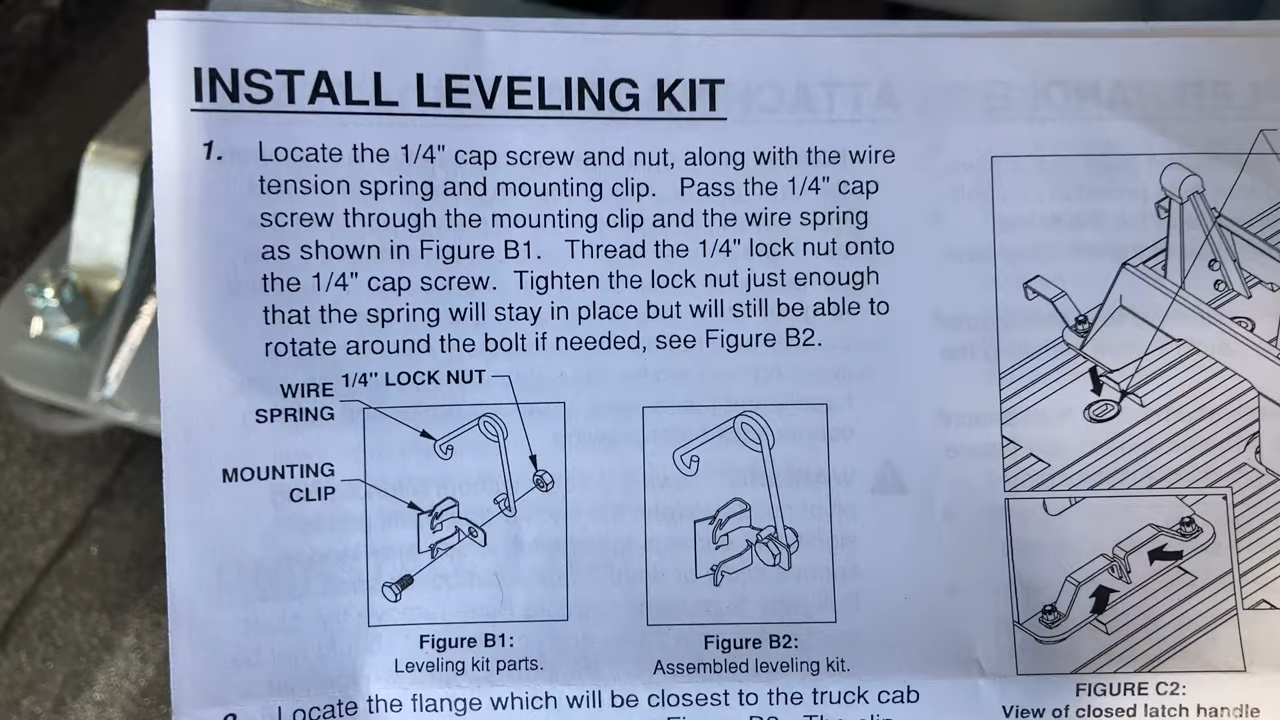 INSTALL LEVELING KIT
1. Locate the 1/4" cap screw and nut, along with the wire
tension spring and mounting clip. Pass the 1/4" cap
screw through the mounting clip and the wire spring
as shown in Figure B1. Thread the 1/4" lock nut onto
the 1/4" cap screw. Tighten the lock nut just enough
that the spring will stay in place but will still be able to
rotate around the bolt if needed, see Figure B2.
WIRE
SPRING
1/4" LOCK NUT
MOUNTING
CLIP
Figure B1:
Leveling kit parts.
Figure B2:
Assembled leveling kit.
Locate the flange which will be closest to the truck cab
FIGURE C2:
View of closed latch handle